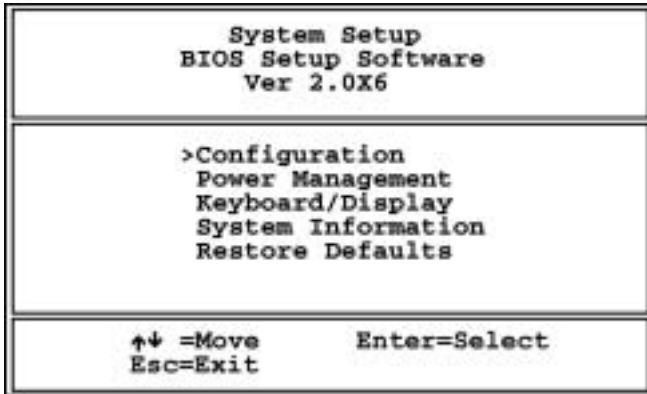 System Setup
BIOS Setup Software
Ver 2.0X6
>Configuration
Power Management
Keyboard/Display
System Information
Restore Defaults
↑↓ =Move Enter=Select
Esc=Exit